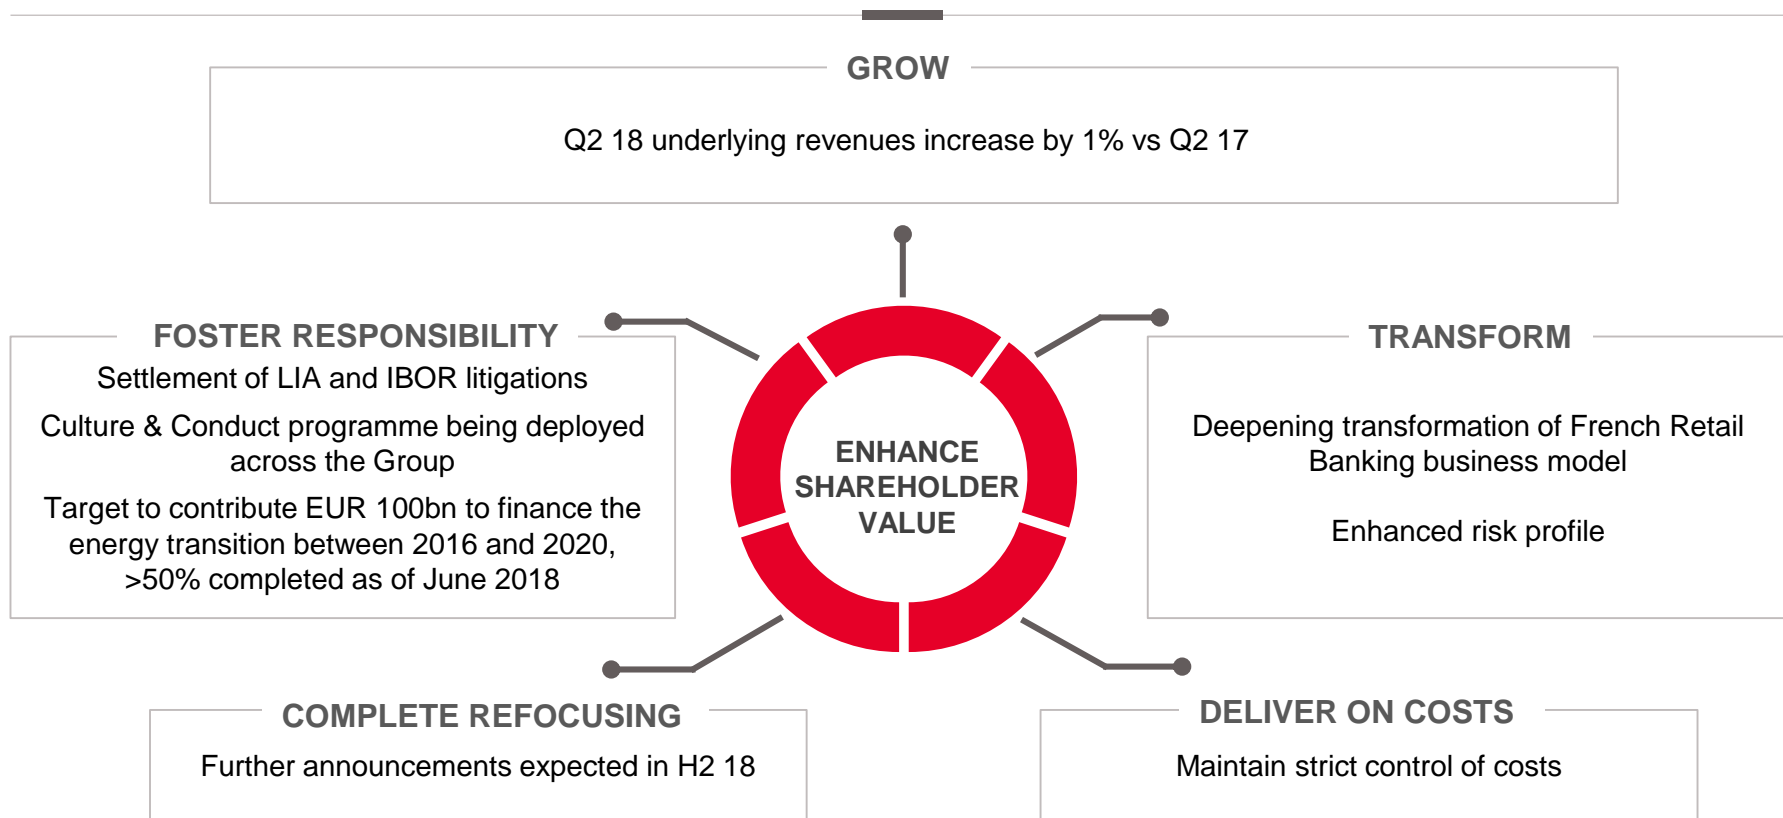 GROW
Q2 18 underlying revenues increase by 1% vs Q2 17
FOSTER RESPONSIBILITY
Settlement of LIA and IBOR litigations
Culture & Conduct programme being deployed
across the Group
Target to contribute EUR 100bn to finance the
energy transition between 2016 and 2020,
>50% completed as of June 2018
ENHANCE
SHAREHOLDER
VALUE
TRANSFORM
Deepening transformation of French Retail
Banking business model
Enhanced risk profile
COMPLETE REFOCUSING
Further announcements expected in H2 18
DELIVER ON COSTS
Maintain strict control of costs